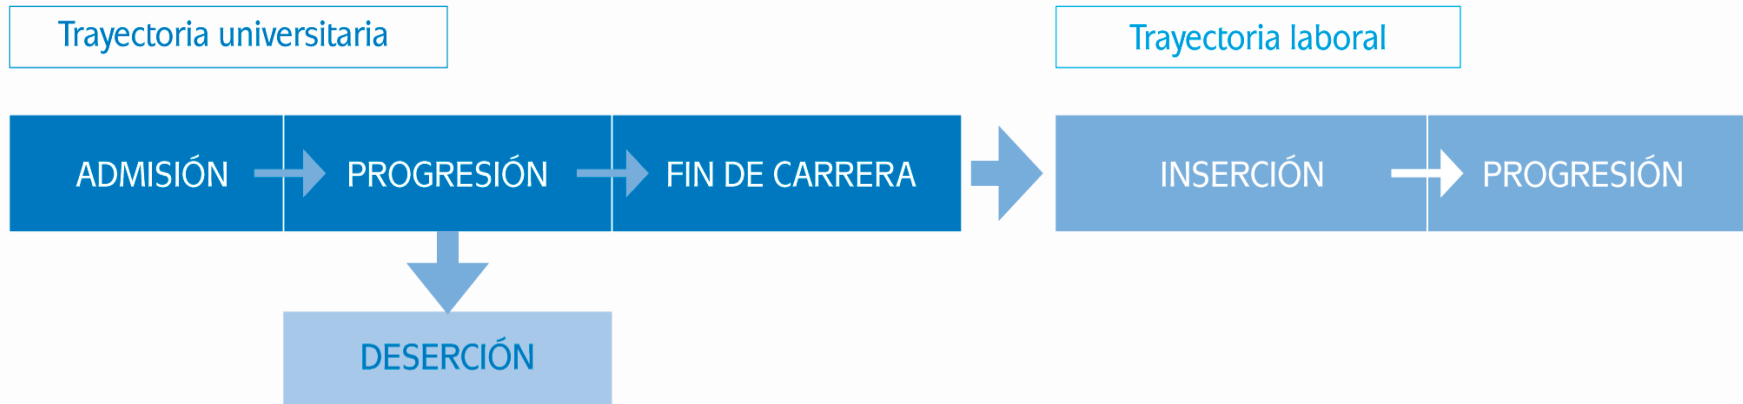 Trayectoria universitaria
Trayectoria laboral
ADMISIÓN
PROGRESIÓN
FIN DE CARRERA
INSERCIÓN
PROGRESIÓN
DESERCIÓN